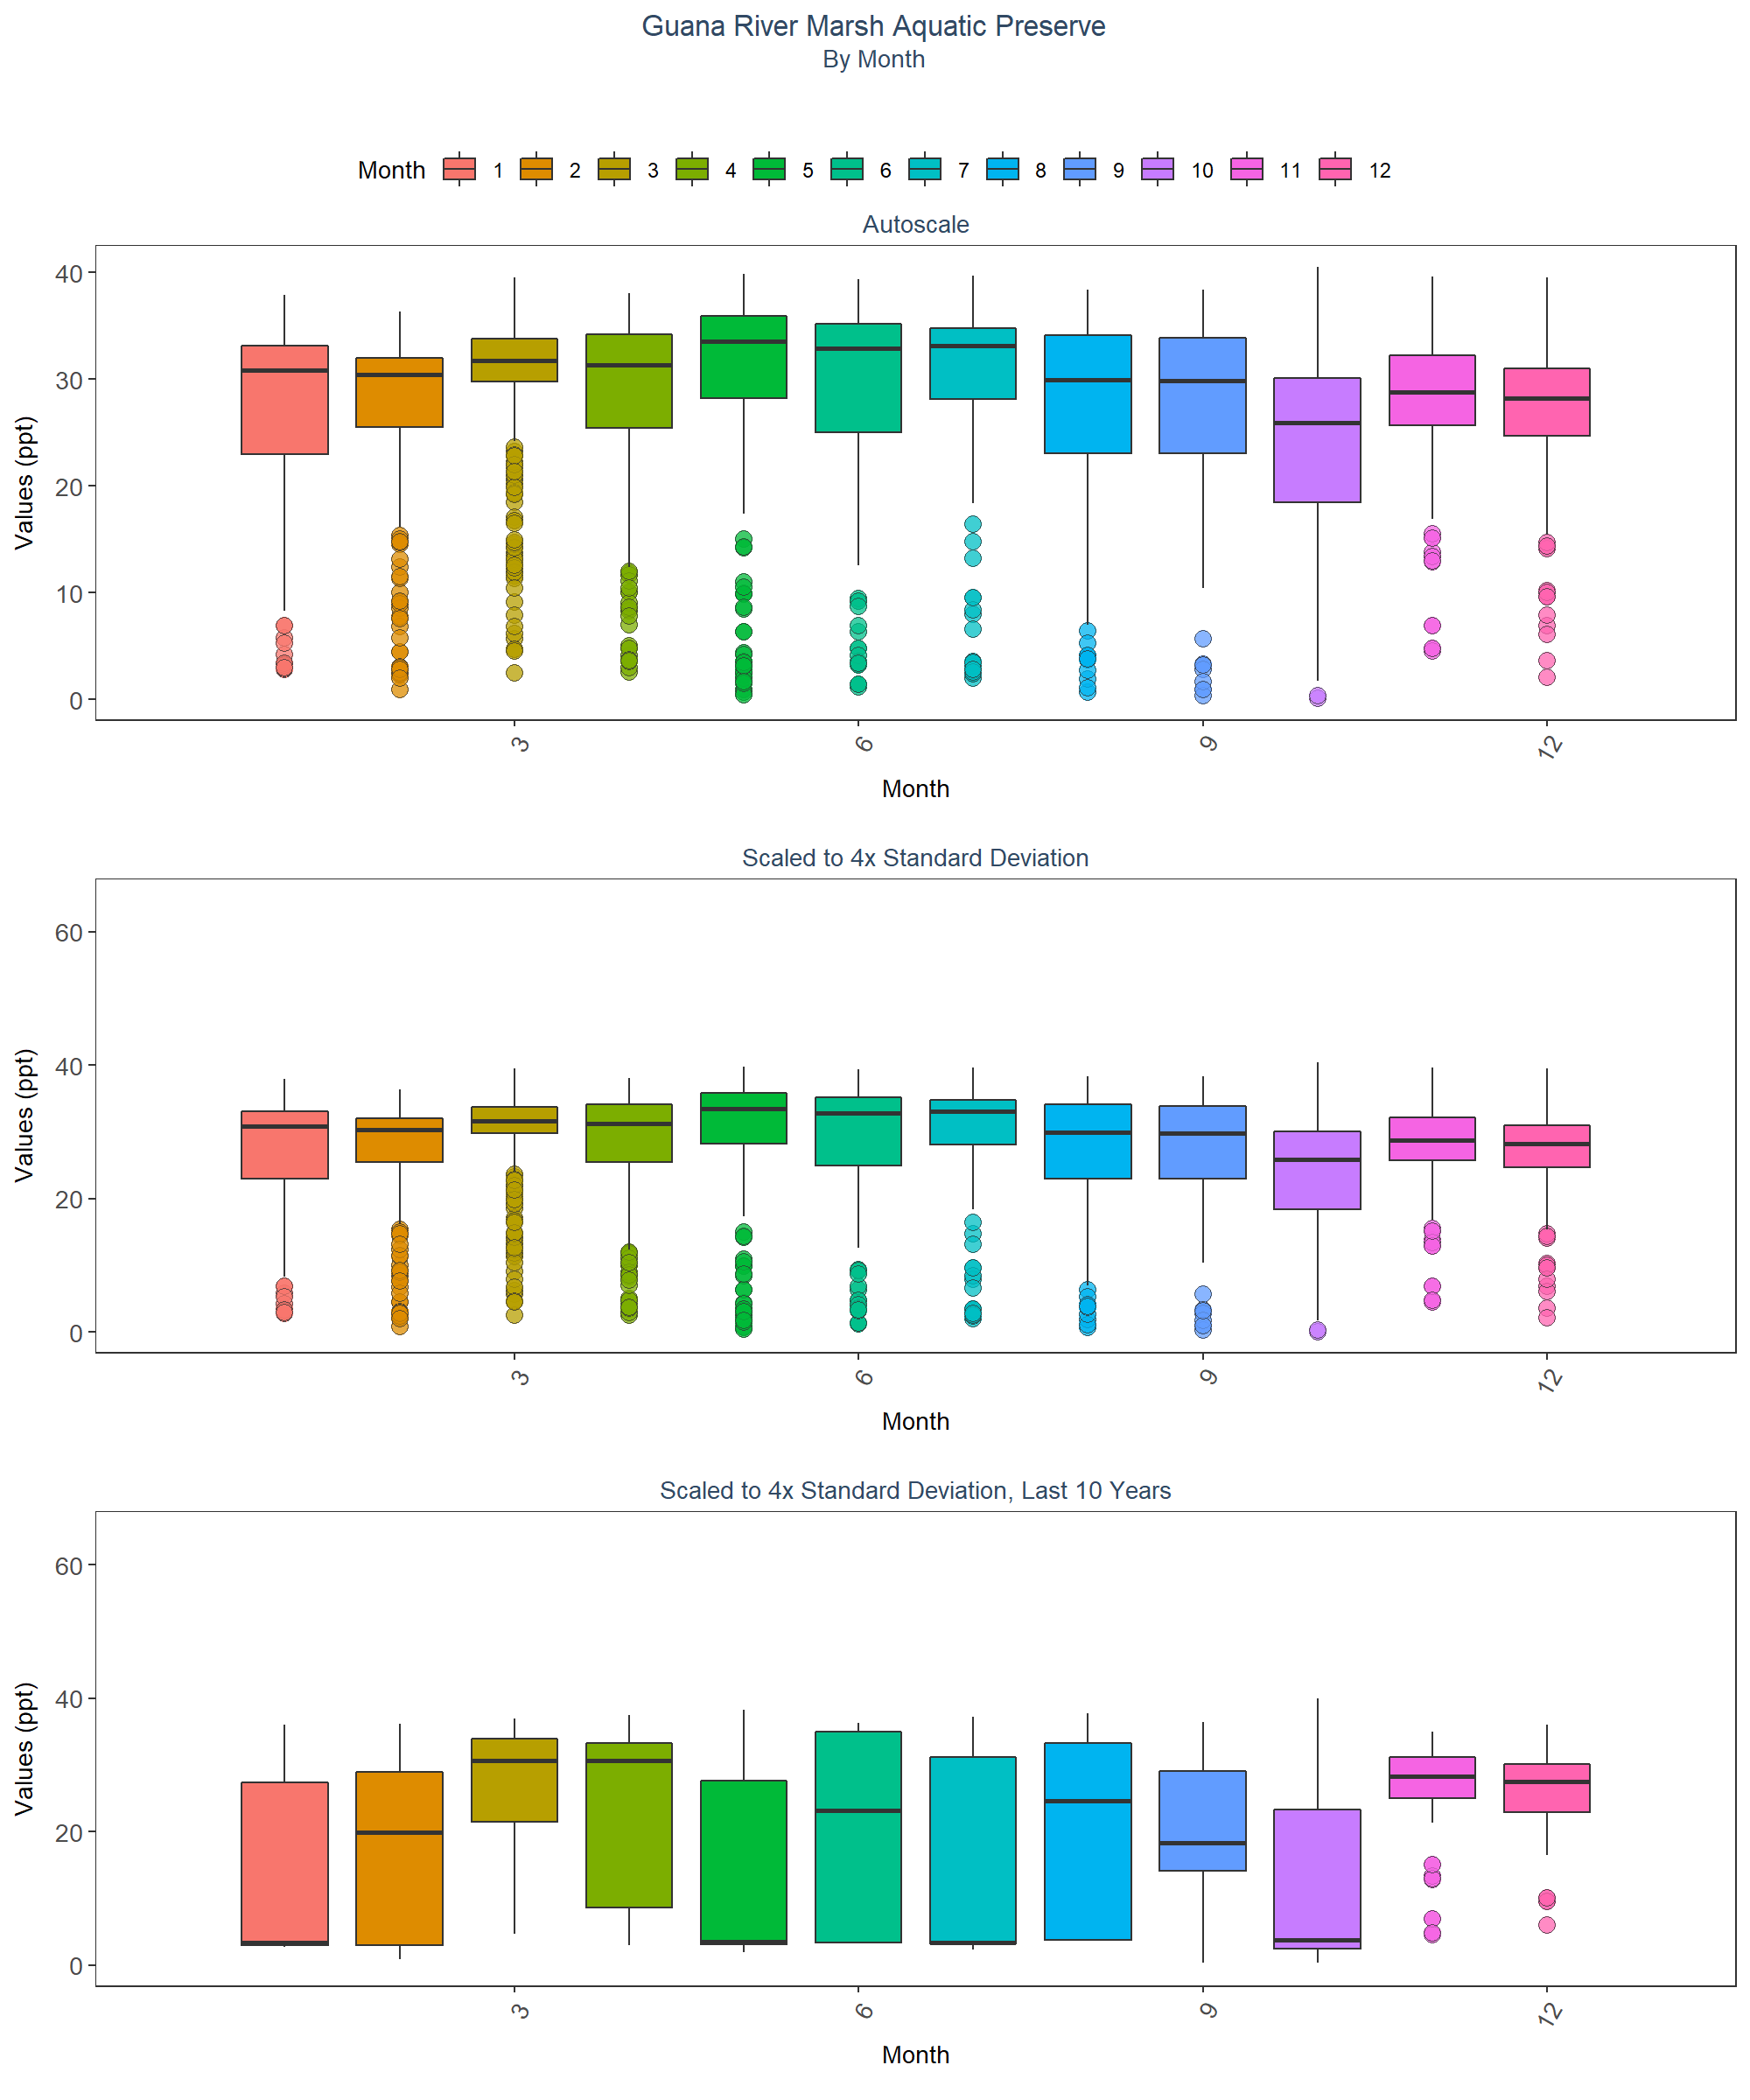 Guana River Marsh Aquatic Preserve
By Month
Month 1 2 3 4 5 6 7 8 9 10 11 12
Autoscale
40
30
20
10
0
Values (ppt)
3 6 9 12
Month
Scaled to 4x Standard Deviation
60
40
20
0
Values (ppt)
3 6 9 12
Month
Scaled to 4x Standard Deviation, Last 10 Years
60
40
20
0
Values (ppt)
3 6 9 12
Month